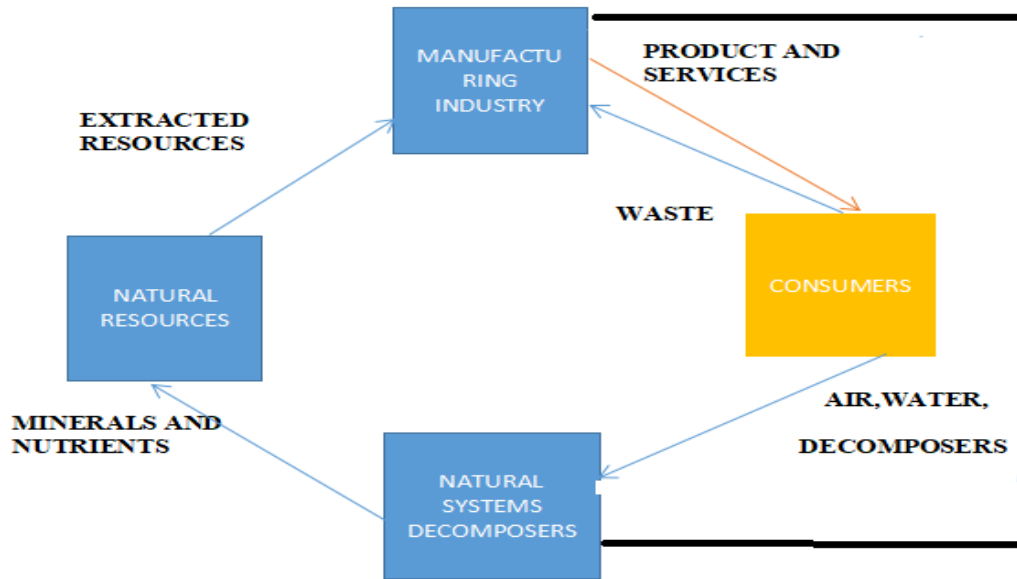 MANUFACTU
RING
INDUSTRY
PRODUCT AND
SERVICES
EXTRACTED
RESOURCES
WASTE
NATURAL
RESOURCES
CONSUMERS
MINERALS AND
NUTRIENTS
AIR,WATER,
DECOMPOSERS
NATURAL
SYSTEMS
DECOMPOSERS